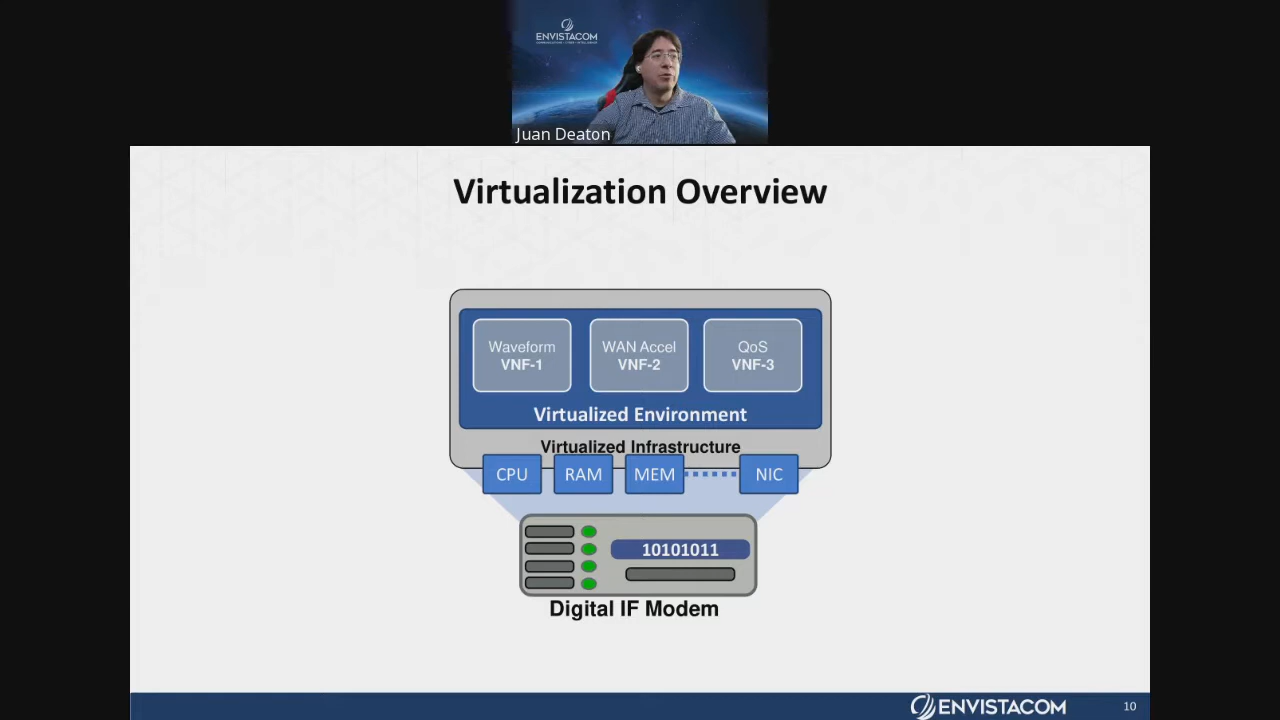 ENVISTACOM
Juan Deaton
Virtualization Overview
Waveform
VNF-1
WAN Accel
VNF-2
QoS
VNF-3
Virtualized Environment
Virtualized Infrastructure
CPU
RAM
MEM
NIC
10101011
Digital IF Modem
ENVISTACOM
10